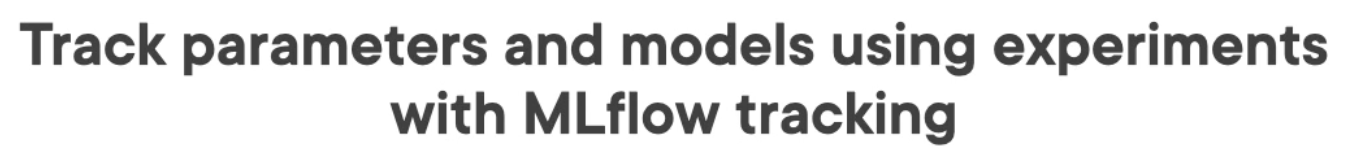 Track parameters and models using experiments
with MLflow tracking